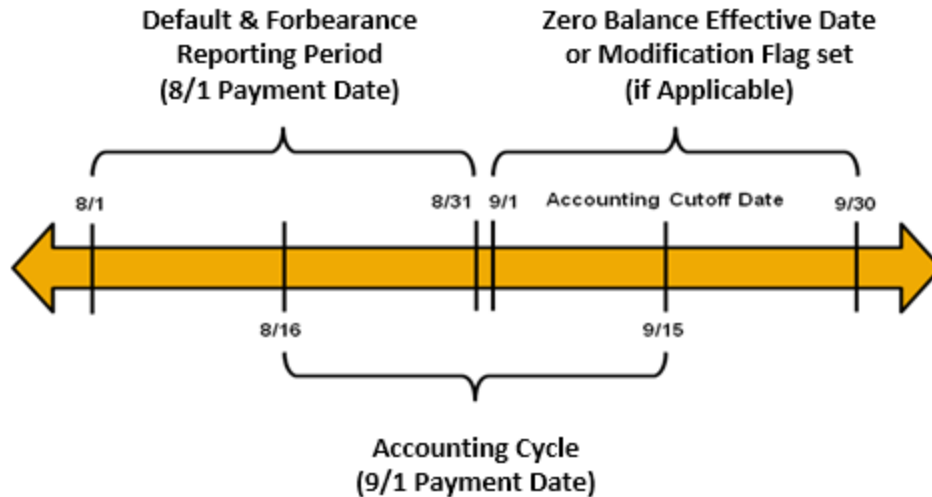 Default & Forbearance
Reporting Period
(8/1 Payment Date)
Zero Balance Effective Date
or Modification Flag set
(if Applicable)
8/1
8/31
9/1
Accounting Cutoff Date
9/30
8/16
9/15
Accounting Cycle
(9/1 Payment Date)